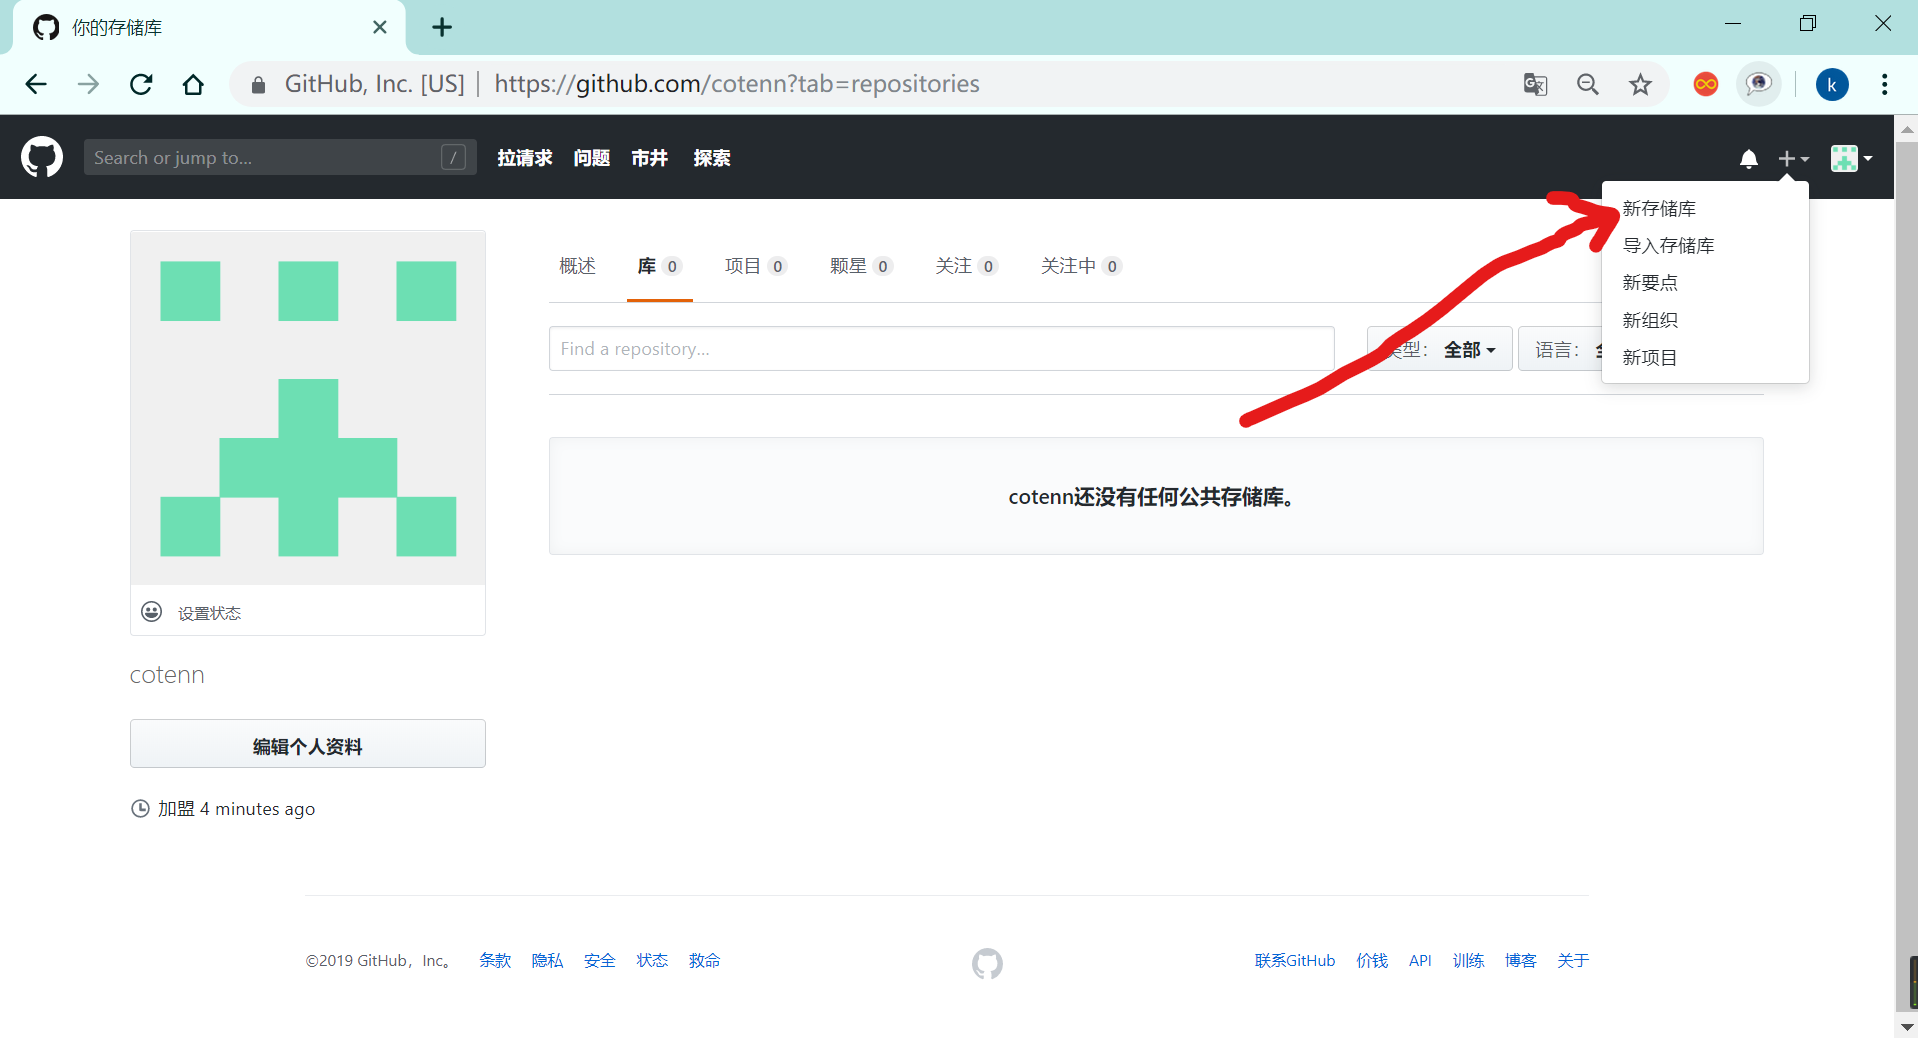 你的存储库
GitHub, Inc. [US] | https://github.com/cotenn?tab=repositories
k
Search or jump to... /
拉请求 问题 市井 探索
新存储库
导入存储库
新要点
新组织
新项目
概述 库 0 项目 0 颗星 0 关注 0 关注中 0
Find a repository...
型: 全部 语言:
cotenn还没有任何公共存储库。
设置状态
cotenn
编辑个人资料
加盟 4 minutes ago
©2019 GitHub，Inc。 条款 隐私 安全 状态 救命
联系GitHub 价钱 API 训练 博客 关于